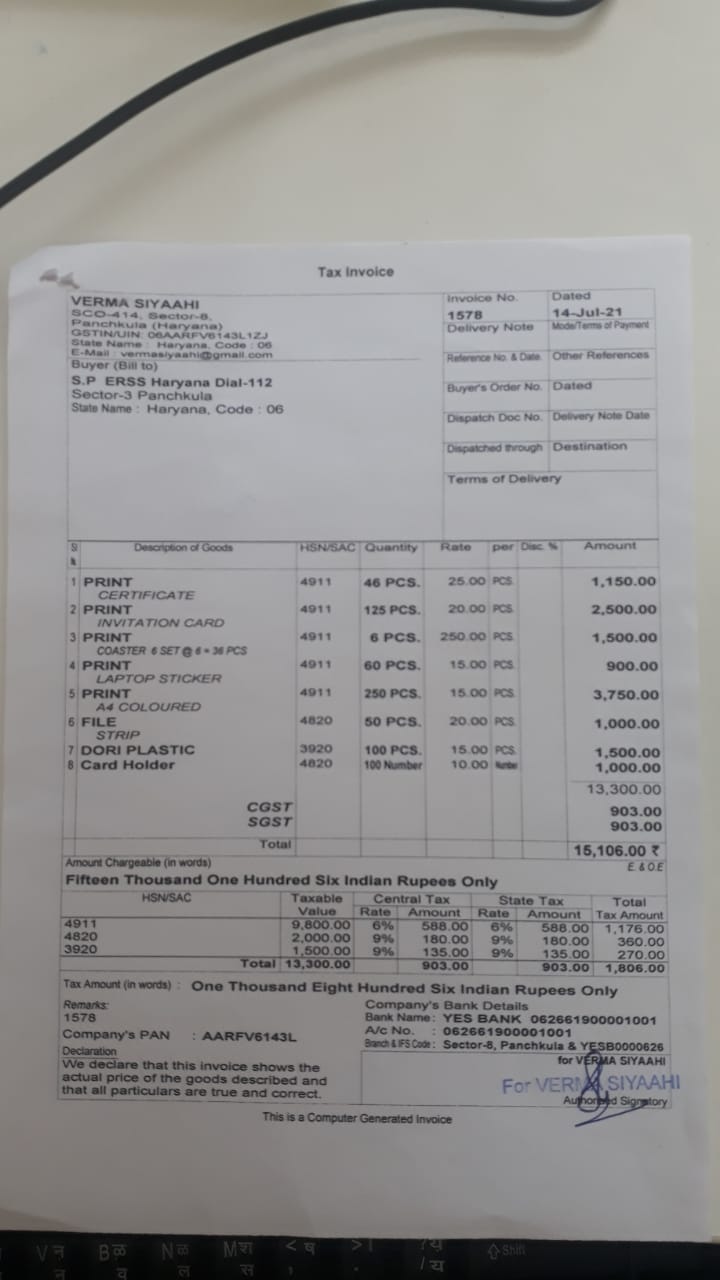 Tax Invoice
VERMA SIYAAHI
SCO-414, Sector-8,
Panchkula (Haryana)
GSTIN/UIN: 06AARFV6143L1ZJ
State Name : Haryana, Code : 06
E-Mail : vermasiyaahi@gmail.com
Buyer (Bill to)
S.P ERSS Haryana Dial-112
Sector-3 Panchkula
State Name : Haryana, Code : 06
Invoice No. Dated
1578 14-Jul-21
Delivery Note Mode/Terms of Payment
Reference No. & Date. Other References
Buyer's Order No. Dated
Dispatch Doc No. Delivery Note Date
Dispatched through Destination
Terms of Delivery
Sl Description of Goods HSN/SAC Quantity Rate per Disc. % Amount
1 PRINT 4911 46 PCS. 25.00 PCS. 1,150.00
CERTIFICATE
2 PRINT 4911 125 PCS. 20.00 PCS. 2,500.00
INVITATION CARD
3 PRINT 4911 6 PCS. 250.00 PCS. 1,500.00
COASTER 6 SET @ 6 = 36 PCS
4 PRINT 4911 60 PCS. 15.00 PCS. 900.00
LAPTOP STICKER
5 PRINT 4911 250 PCS. 15.00 PCS. 3,750.00
A4 COLOURED
6 FILE 4820 50 PCS. 20.00 PCS. 1,000.00
STRIP
7 DORI PLASTIC 3920 100 PCS. 15.00 PCS. 1,500.00
8 Card Holder 4820 100 Number 10.00 Number 1,000.00
13,300.00
CGST 903.00
SGST 903.00
Total 15,106.00 ₹
Amount Chargeable (in words) E. & O.E
Fifteen Thousand One Hundred Six Indian Rupees Only
HSN/SAC Taxable Central Tax State Tax Total
Value Rate Amount Rate Amount Tax Amount
4911 9,800.00 6% 588.00 6% 588.00 1,176.00
4820 2,000.00 9% 180.00 9% 180.00 360.00
3920 1,500.00 9% 135.00 9% 135.00 270.00
Total 13,300.00 903.00 903.00 1,806.00
Tax Amount (in words) : One Thousand Eight Hundred Six Indian Rupees Only
Remarks:
1578
Company's PAN : AARFV6143L
Declaration
We declare that this invoice shows the
actual price of the goods described and
that all particulars are true and correct.
Company's Bank Details
Bank Name : YES BANK 062661900001001
A/c No. : 062661900001001
Branch & IFS Code : Sector-8, Panchkula & YESB0000626
for VERMA SIYAAHI
For VERMA SIYAAHI
Authorised Signatory
This is a Computer Generated Invoice
V न B ळ N ल M श < ष > । ? य Shift
न व ल स , . / य